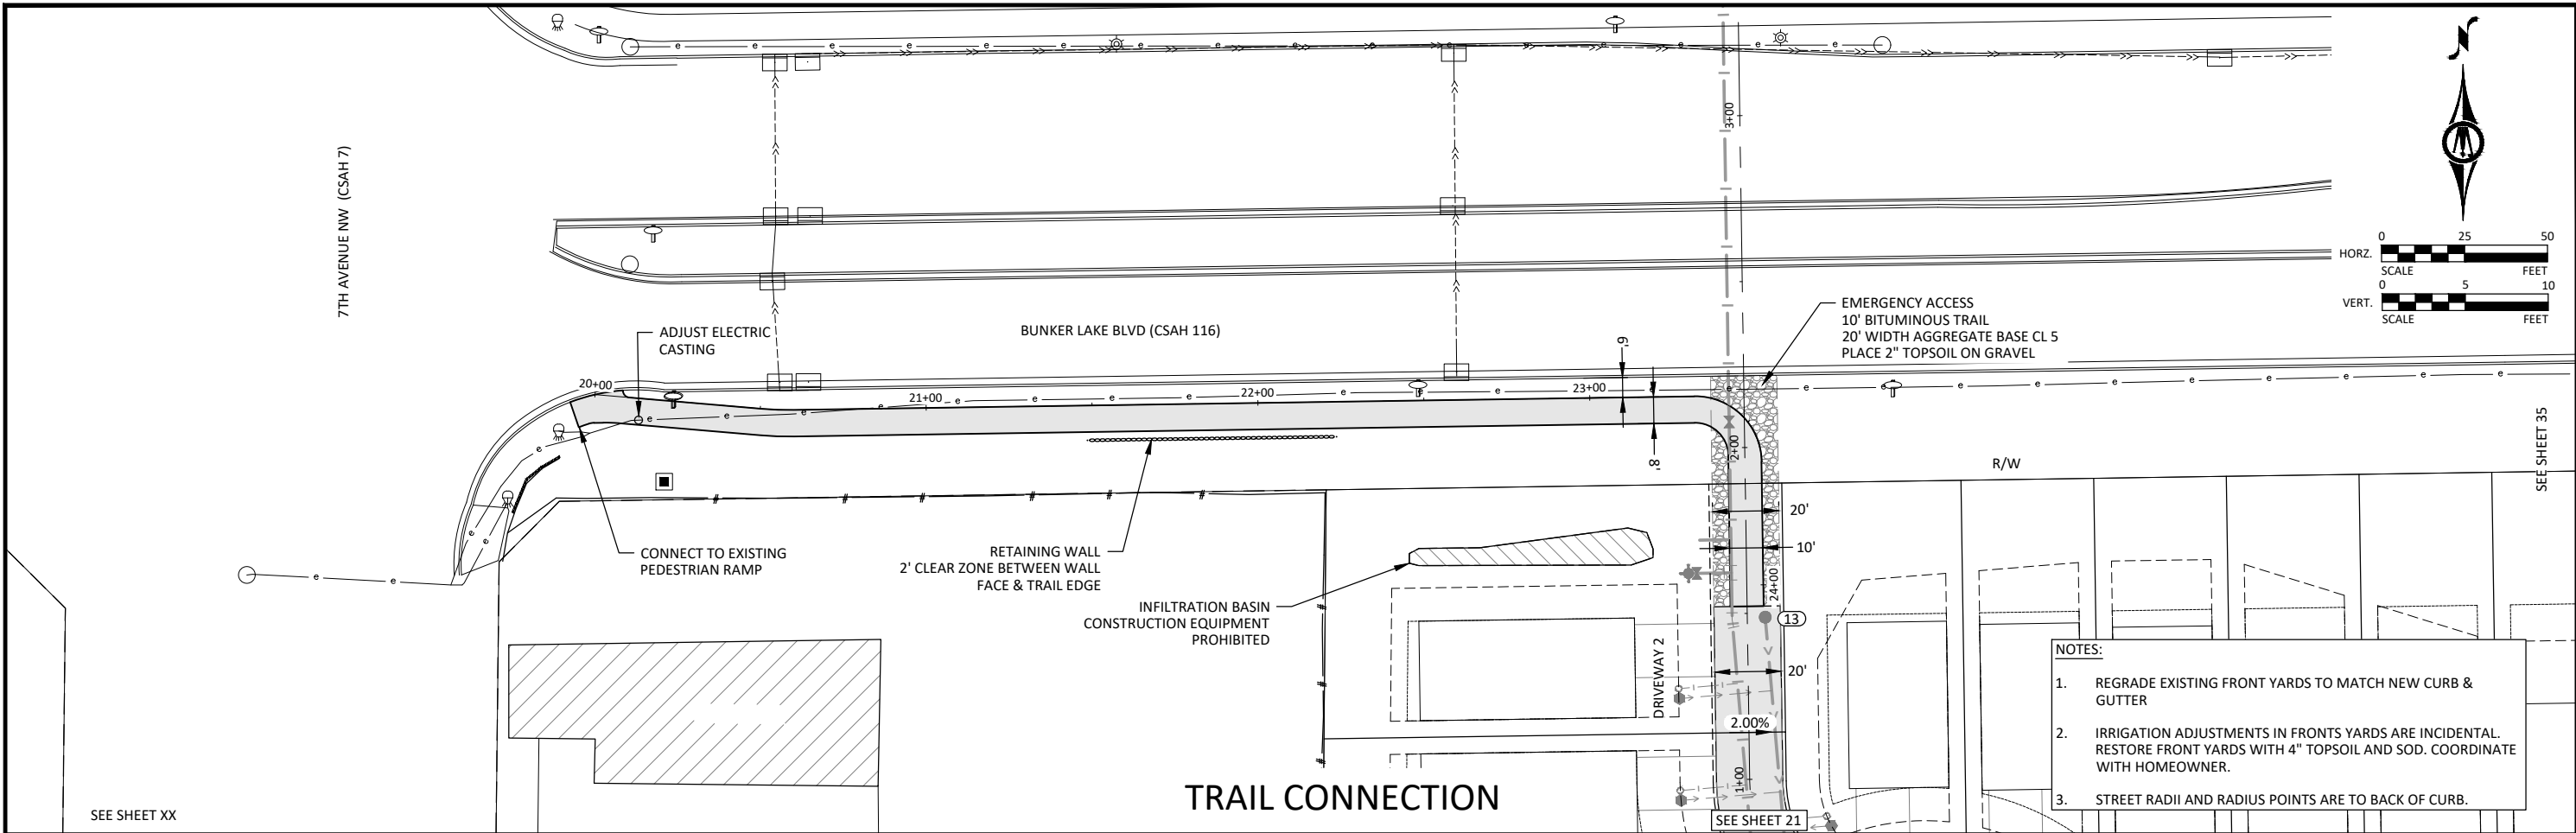 N
7TH AVENUE NW (CSAH 7)
3+00
HORZ.
0 25 50
SCALE FEET
VERT.
0 5 10
SCALE FEET
ADJUST ELECTRIC
CASTING
BUNKER LAKE BLVD (CSAH 116)
EMERGENCY ACCESS
10' BITUMINOUS TRAIL
20' WIDTH AGGREGATE BASE CL 5
PLACE 2" TOPSOIL ON GRAVEL
6'
20+00
21+00
22+00
23+00
8'
2+00
R/W
SEE SHEET 35
20'
10'
24+00
CONNECT TO EXISTING
PEDESTRIAN RAMP
RETAINING WALL
2' CLEAR ZONE BETWEEN WALL
FACE & TRAIL EDGE
INFILTRATION BASIN
CONSTRUCTION EQUIPMENT
PROHIBITED
13
DRIVEWAY 2
20'
2.00%
1+00
NOTES:
1. REGRADE EXISTING FRONT YARDS TO MATCH NEW CURB &
GUTTER
2. IRRIGATION ADJUSTMENTS IN FRONTS YARDS ARE INCIDENTAL.
RESTORE FRONT YARDS WITH 4" TOPSOIL AND SOD. COORDINATE
WITH HOMEOWNER.
3. STREET RADII AND RADIUS POINTS ARE TO BACK OF CURB.
TRAIL CONNECTION
SEE SHEET XX
SEE SHEET 21